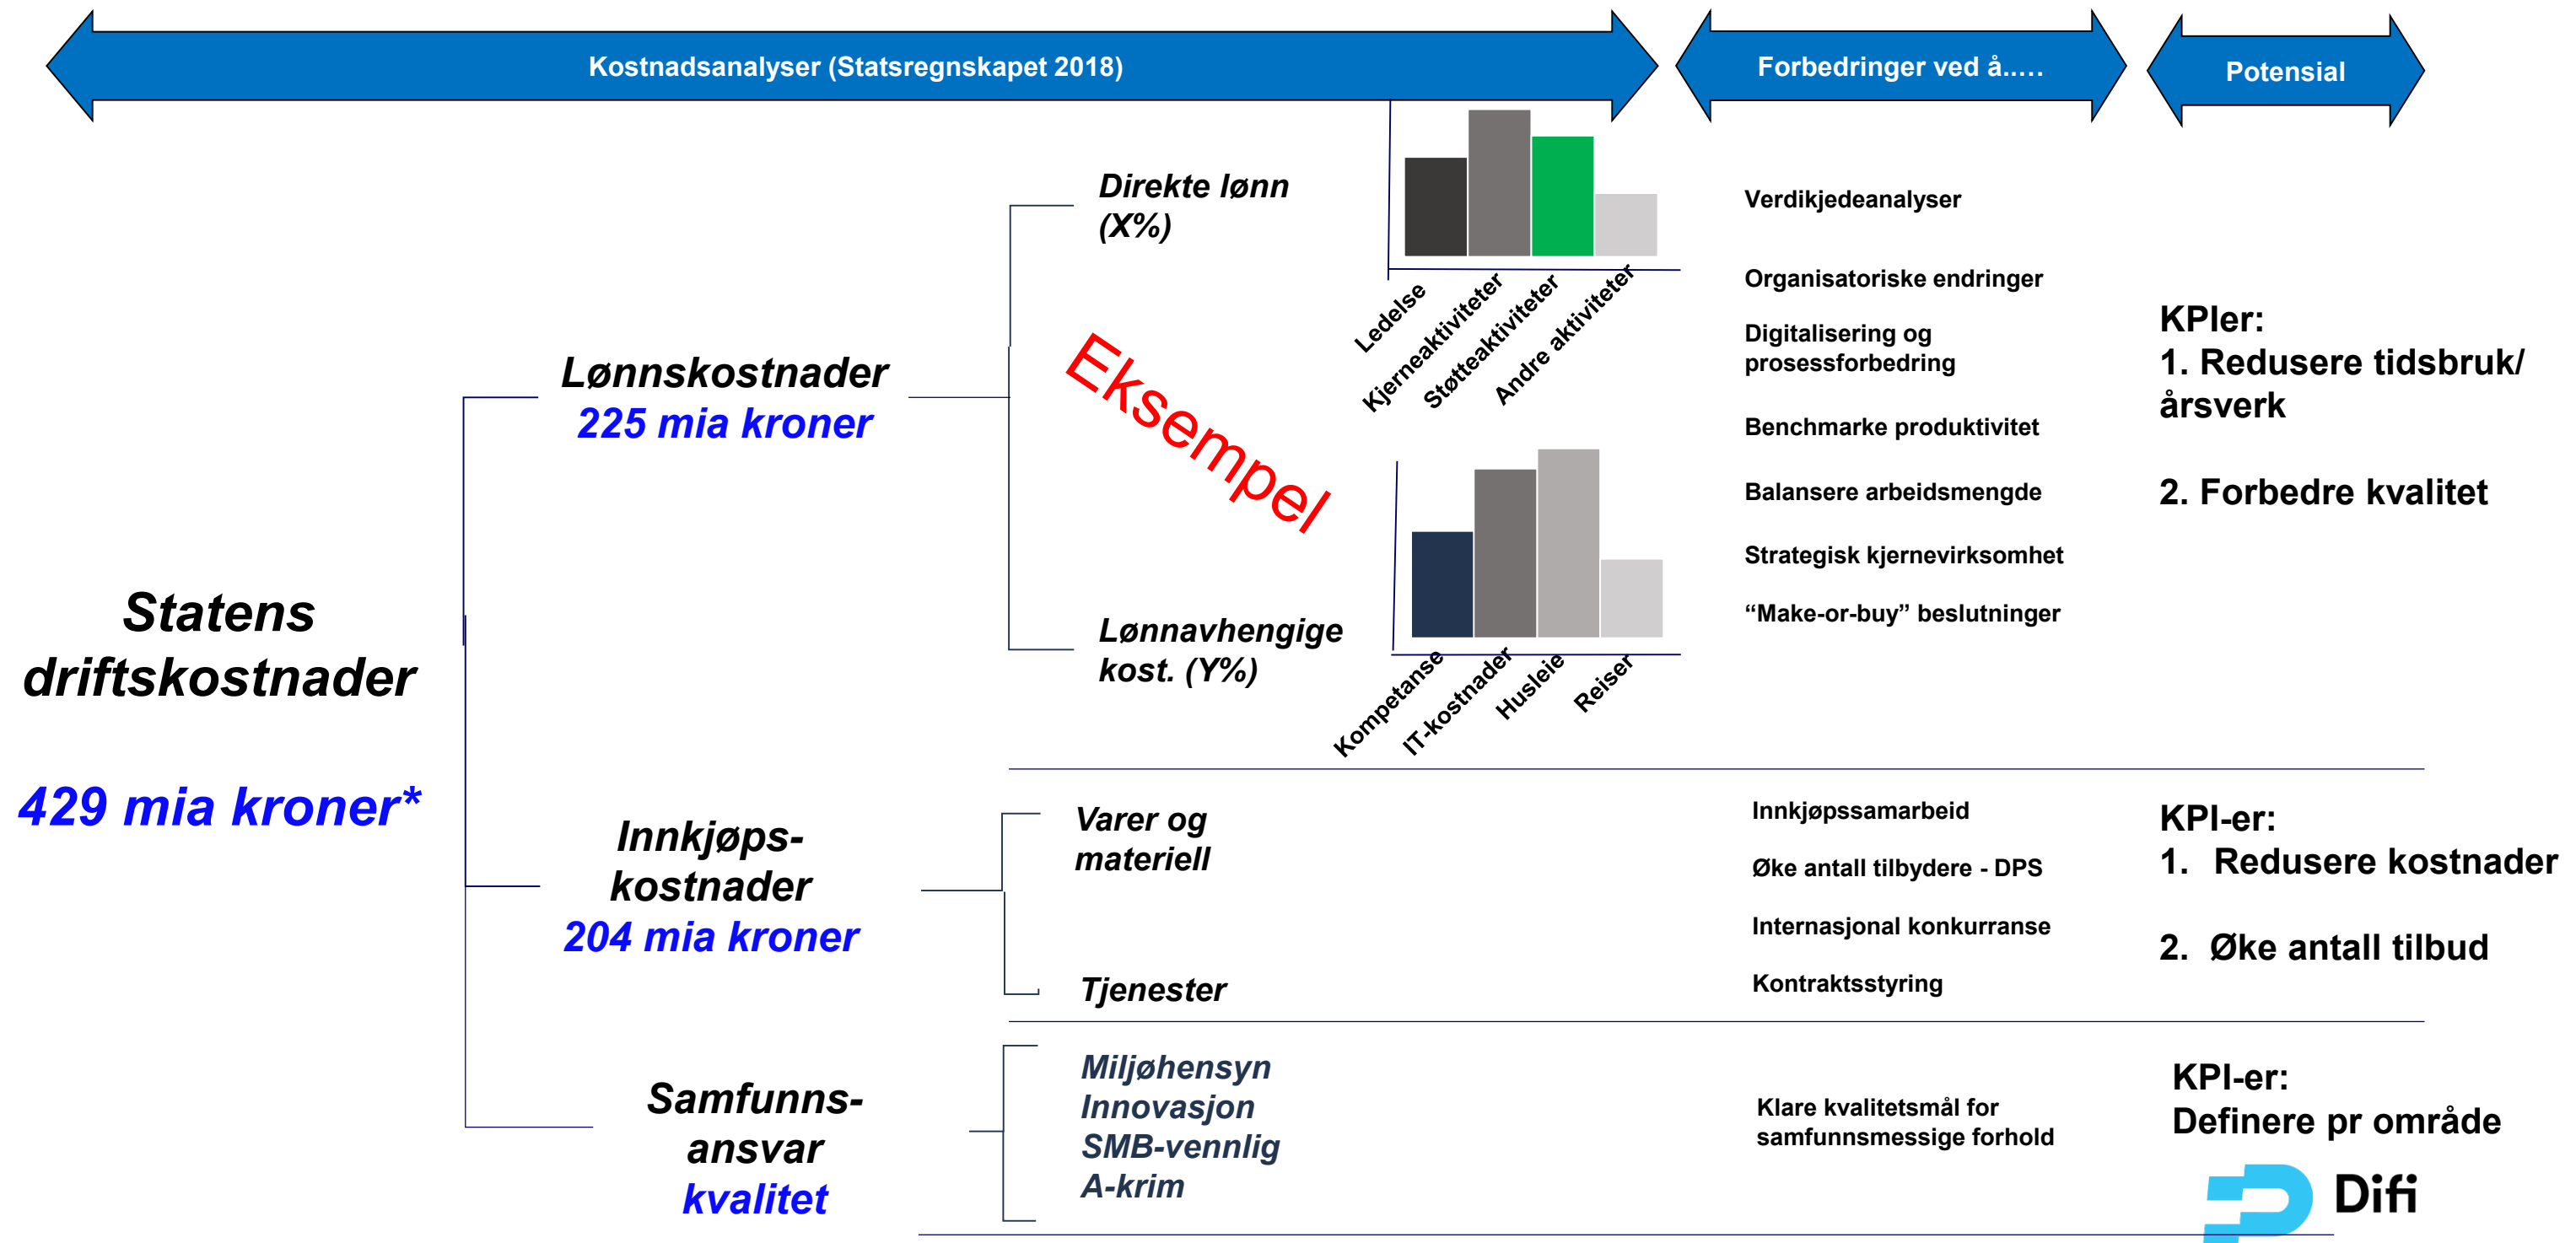 Kostnadsanalyser (Statsregnskapet 2018)
Forbedringer ved å.....
Potensial
Statens
driftskostnader
429 mia kroner*
Lønnskostnader
225 mia kroner
Direkte lønn
(X%)
Lønnavhengige
kost. (Y%)
Eksempel
Ledelse
Kjerneaktiviteter
Støtteaktiviteter
Andre aktiviteter
Kompetanse
IT-kostnader
Husleie
Reiser
Verdikjedeanalyser
Organisatoriske endringer
Digitalisering og
prosessforbedring
Benchmarke produktivitet
Balansere arbeidsmengde
Strategisk kjernevirksomhet
“Make-or-buy” beslutninger
KPIer:
1. Redusere tidsbruk/
årsverk
2. Forbedre kvalitet
Innkjøps-
kostnader
204 mia kroner
Varer og
materiell
Tjenester
Innkjøpssamarbeid
Øke antall tilbydere - DPS
Internasjonal konkurranse
Kontraktsstyring
KPI-er:
1. Redusere kostnader
2. Øke antall tilbud
Samfunns-
ansvar
kvalitet
Miljøhensyn
Innovasjon
SMB-vennlig
A-krim
Klare kvalitetsmål for
samfunnsmessige forhold
KPI-er:
Definere pr område
Difi